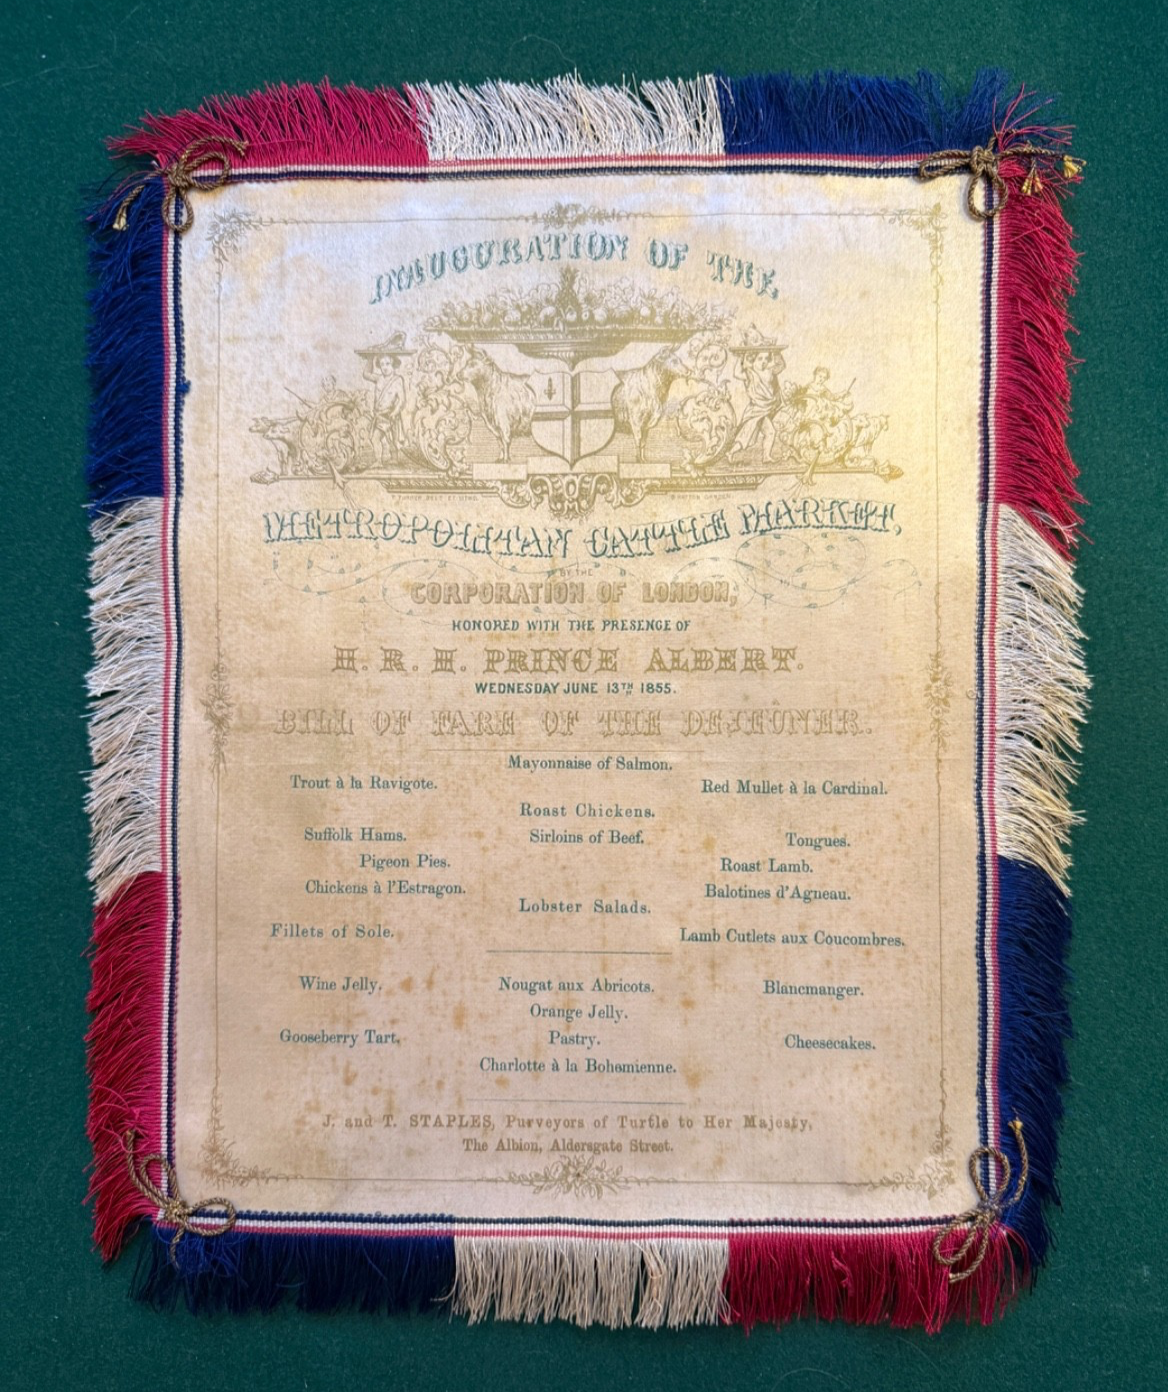 INAUGURATION OF THE
METROPOLITAN CATTLE MARKET,
BY THE
CORPORATION OF LONDON,
HONORED WITH THE PRESENCE OF
H. R. H. PRINCE ALBERT.
WEDNESDAY JUNE 13TH 1855.
BILL OF FARE OF THE DEJEÛNER.
Mayonnaise of Salmon.
Trout à la Ravigote. Red Mullet à la Cardinal.
Roast Chickens.
Suffolk Hams. Sirloins of Beef. Tongues.
Pigeon Pies. Roast Lamb.
Chickens à l'Estragon. Balotines d'Agneau.
Lobster Salads.
Fillets of Sole. Lamb Cutlets aux Coucombres.
Wine Jelly. Nougat aux Abricots. Blancmanger.
Orange Jelly.
Gooseberry Tart. Pastry. Cheesecakes.
Charlotte à la Bohemienne.
J. and T. STAPLES, Purveyors of Turtle to Her Majesty,
The Albion, Aldersgate Street.